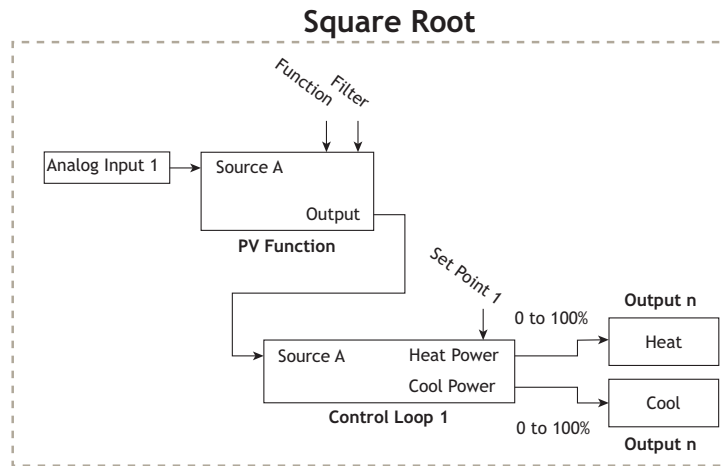 Square Root
Function
Filter
Analog Input 1
Source A
Output
PV Function
Set Point 1
Output n
0 to 100%
Source A
Heat Power
Heat
Cool Power
Cool
Control Loop 1
0 to 100%
Output n